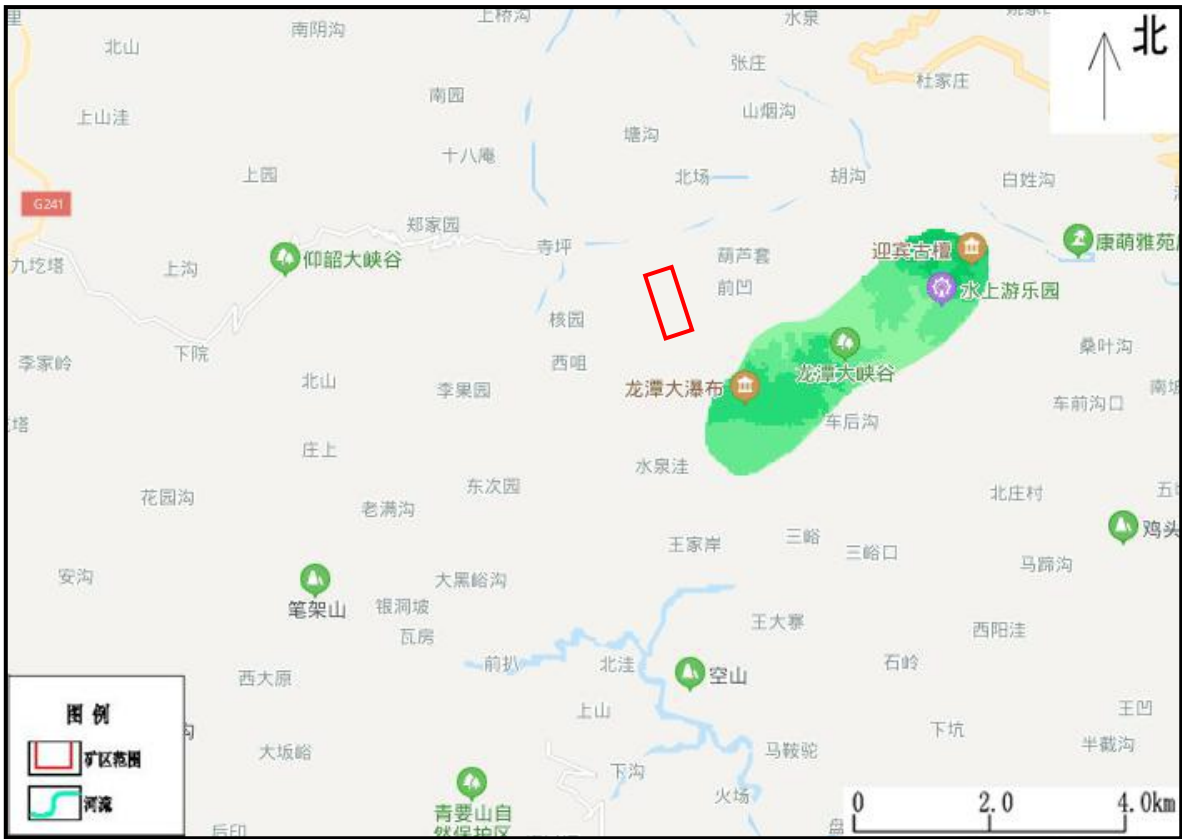 上桥沟
水泉
南阴沟
北
北山
张庄
杜家庄
南园
山烟沟
上山洼
塘沟
十八庵
上园
北场
胡沟
白姓沟
G241
郑家园
寺坪
迎宾古檀
康萌雅苑
葫芦套
九圪塔
上沟
仰韶大峡谷
前凹
水上游乐园
核园
下院
李家岭
西咀
龙潭大峡谷
桑叶沟
北山
李果园
龙潭大瀑布
南坡
车前沟口
塔
车后沟
庄上
水泉洼
花园沟
东次园
北庄村
老满沟
鸡头
王家岸
三峪
三峪口
马蹄沟
安沟
大黑峪沟
笔架山
银洞坡
瓦房
王大寨
西阳洼
前扒
北洼
石岭
西大原
空山
图 例
上山
王凹
沟
下坑
半截沟
矿区范围
大坂峪
马鞍驼
下沟
河流
青要山自
然保护区
火场
0
2.0
4.0km
后印
盘